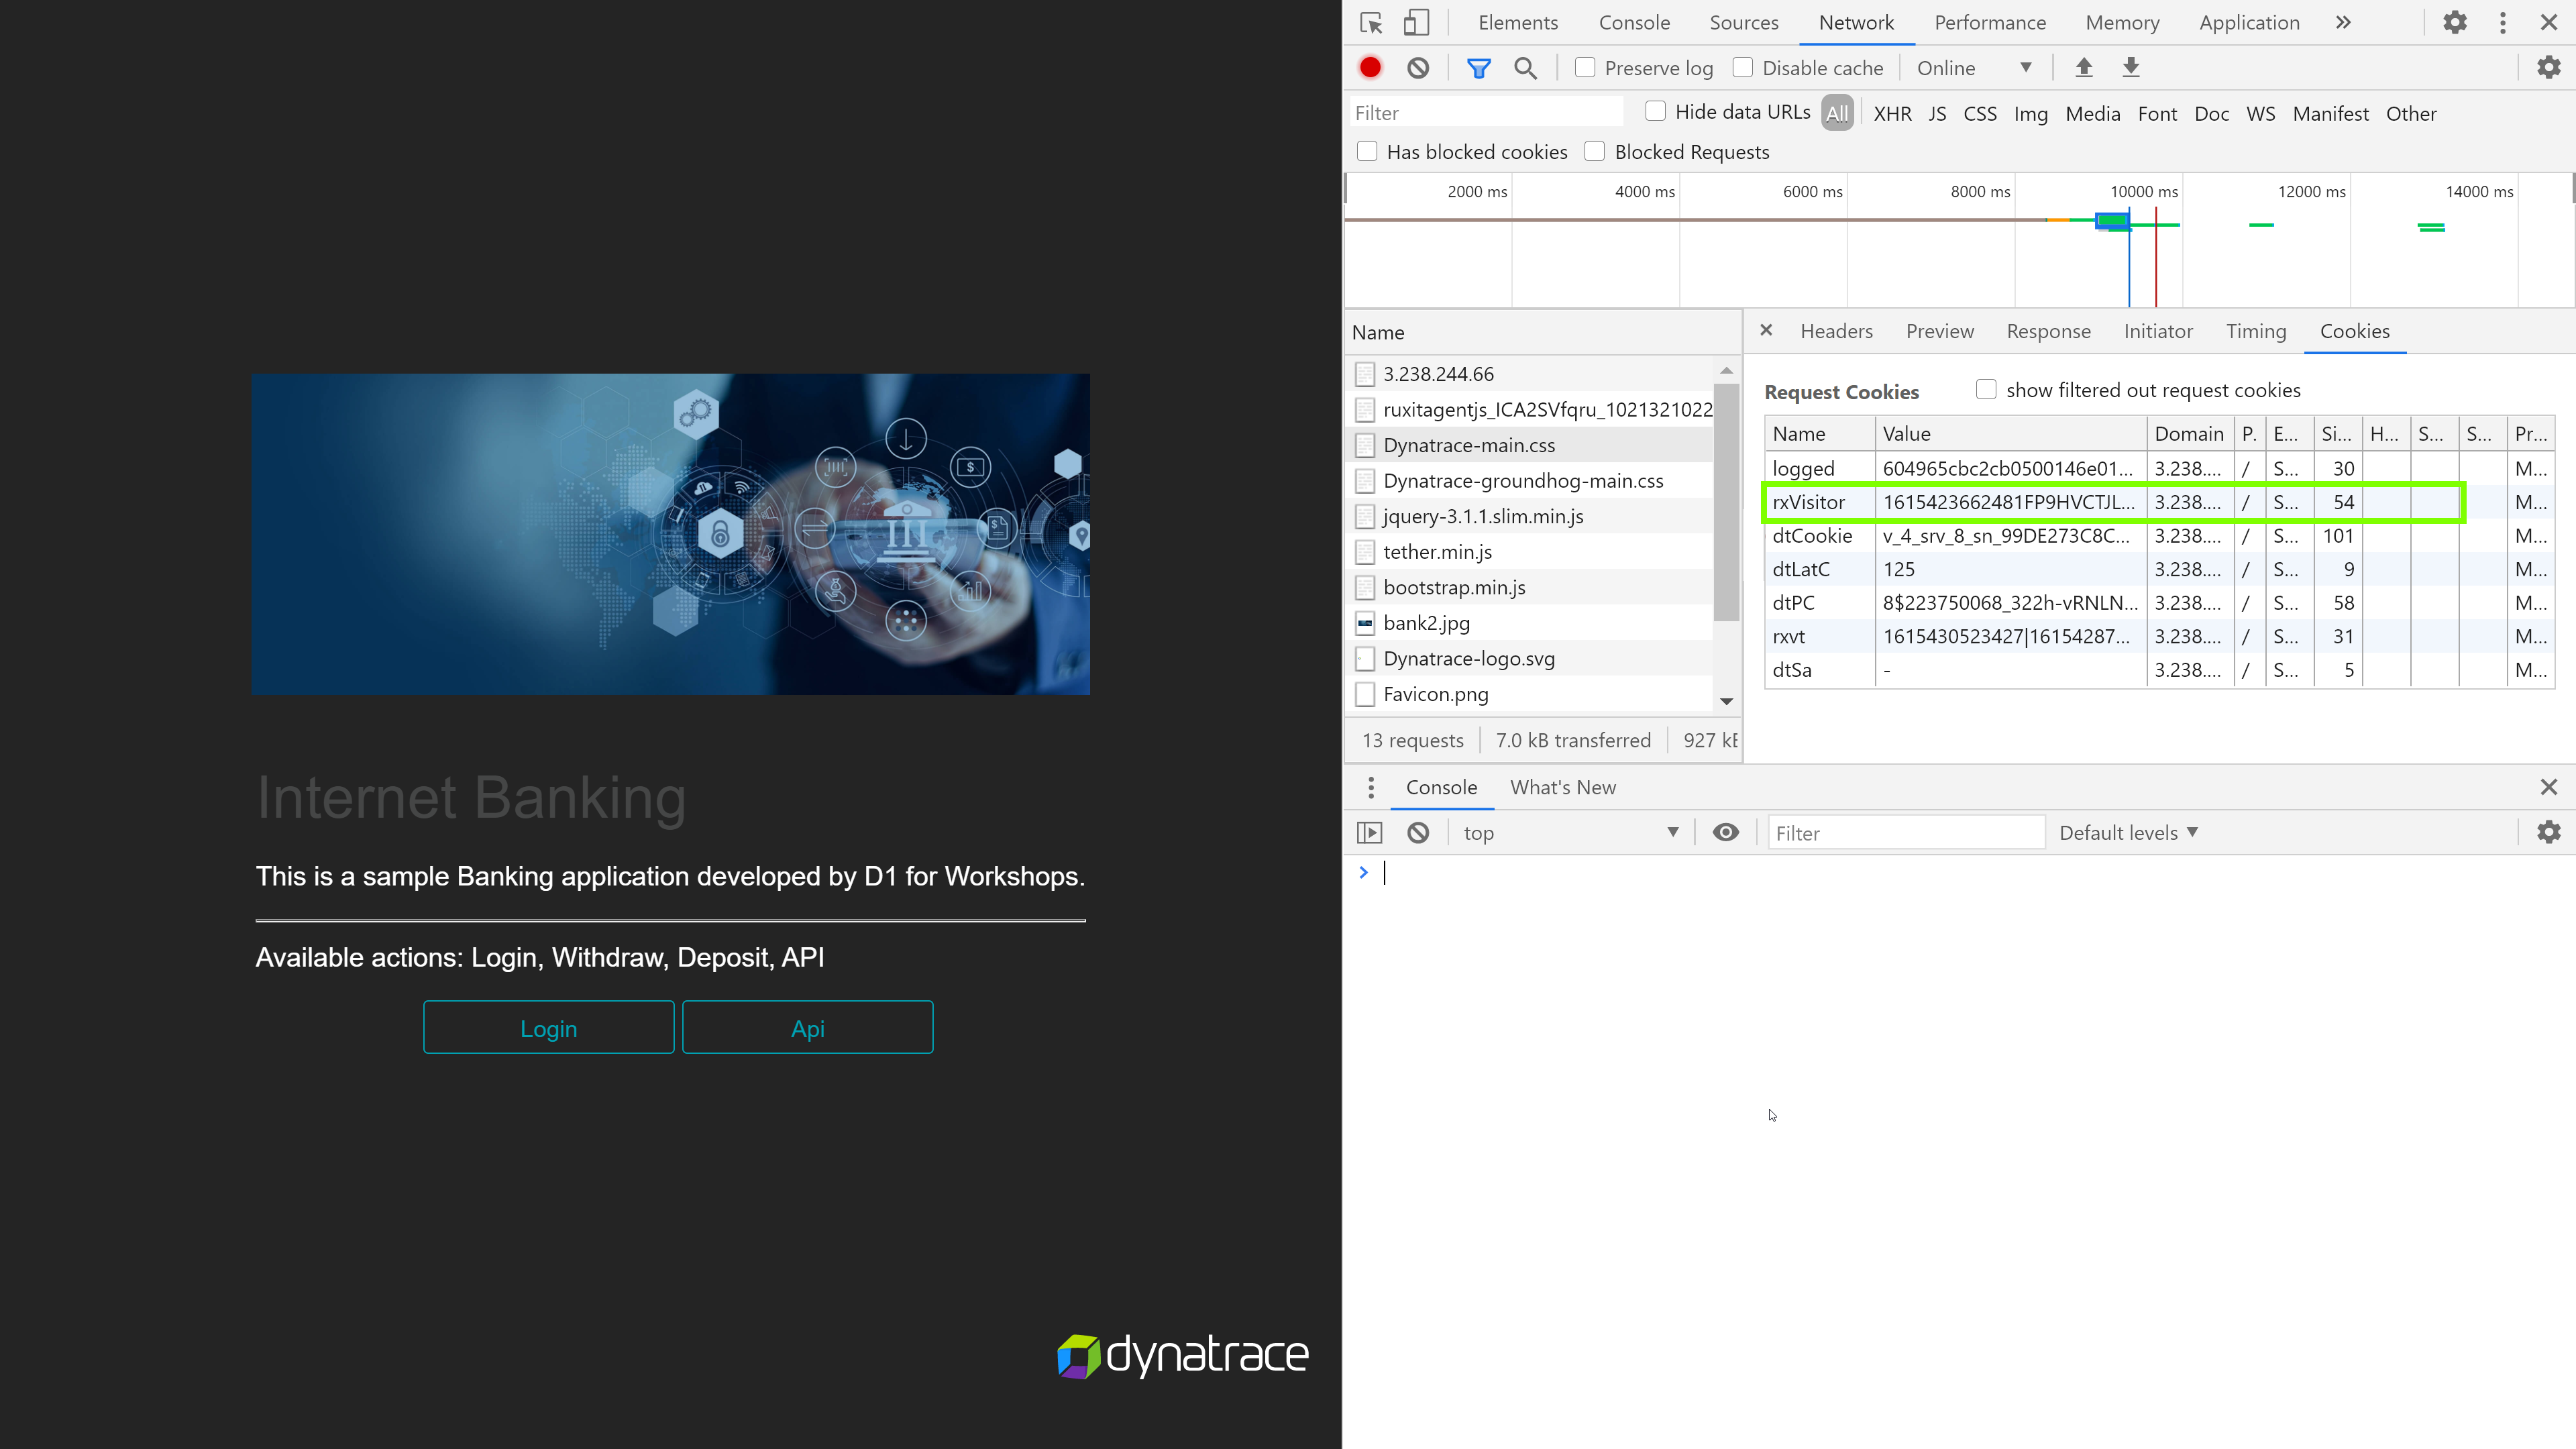 Internet Banking
This is a sample Banking application developed by D1 for Workshops.
Available actions: Login, Withdraw, Deposit, API
Login Api
dynatrace
Elements Console Sources Network Performance Memory Application
Preserve log Disable cache Online
Filter Hide data URLs All XHR JS CSS Img Media Font Doc WS Manifest Other
Has blocked cookies Blocked Requests
2000 ms 4000 ms 6000 ms 8000 ms 10000 ms 12000 ms 14000 ms
Name
3.238.244.66
ruxitagentjs_ICA2SVfqru_1021321022
Dynatrace-main.css
Dynatrace-groundhog-main.css
jquery-3.1.1.slim.min.js
tether.min.js
bootstrap.min.js
bank2.jpg
Dynatrace-logo.svg
Favicon.png
13 requests 7.0 kB transferred 927 kB
Headers Preview Response Initiator Timing Cookies
Request Cookies show filtered out request cookies
Name Value Domain P. E... Si... H... S... S... Pr...
logged 604965cbc2cb0500146e01... 3.238.... / S... 30 M...
rxVisitor 1615423662481FP9HVCTJL... 3.238.... / S... 54 M...
dtCookie v_4_srv_8_sn_99DE273C8C... 3.238.... / S... 101 M...
dtLatC 125 3.238.... / S... 9 M...
dtPC 8$223750068_322h-vRNLN... 3.238.... / S... 58 M...
rxvt 1615430523427|16154287... 3.238.... / S... 31 M...
dtSa - 3.238.... / S... 5 M...
Console What's New
top Filter Default levels